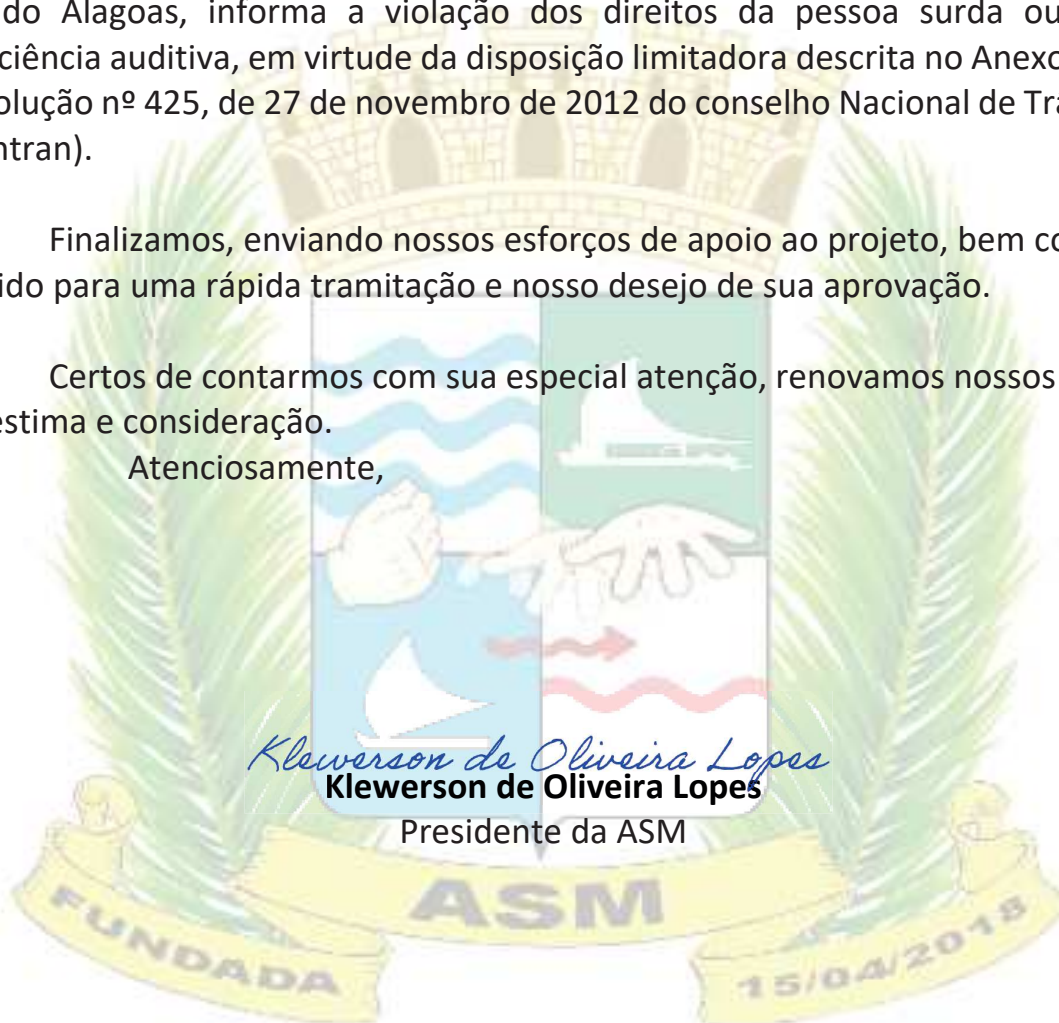 do Alagoas, informa a violação dos direitos da pessoa surda ou
ciência auditiva, em virtude da disposição limitadora descrita no Anexo
olução nº 425, de 27 de novembro de 2012 do conselho Nacional de Tra
ntran).
Finalizamos, enviando nossos esforços de apoio ao projeto, bem co
ido para uma rápida tramitação e nosso desejo de sua aprovação.
Certos de contarmos com sua especial atenção, renovamos nossos
estima e consideração.
Atenciosamente,
Klewerson de Oliveira Lopes
Klewerson de Oliveira Lopes
Presidente da ASM
ASM
FUNDADA
15/04/2018